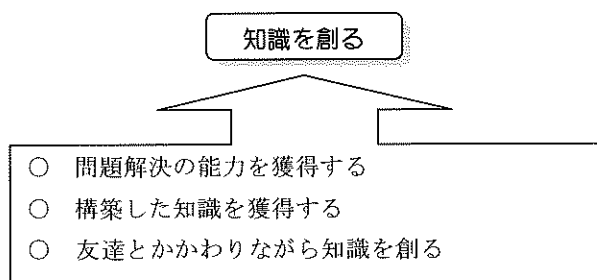 知識を創る
○ 問題解決の能力を獲得する
○ 構築した知識を獲得する
○ 友達とかかわりながら知識を創る